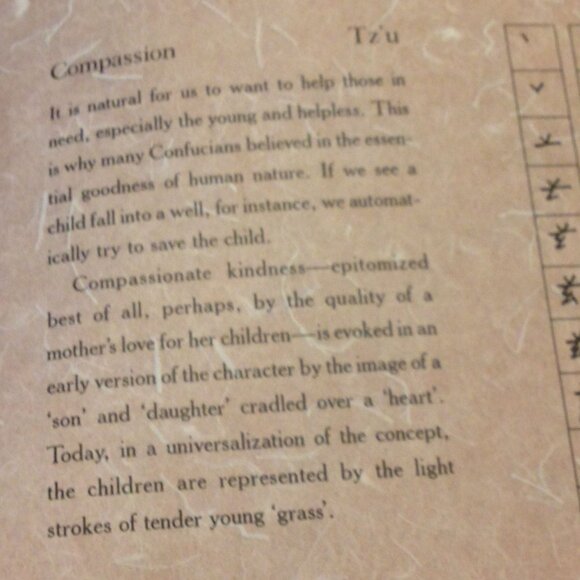 Compassion
Tz'u
It is natural for us to want to help those in
need, especially the young and helpless. This
is why many Confucians believed in the essen-
tial goodness of human nature. If we see a
child fall into a well, for instance, we automat-
ically try to save the child.
Compassionate kindness—epitomized
best of all, perhaps, by the quality of a
mother's love for her children—is evoked in an
early version of the character by the image of a
'son' and 'daughter' cradled over a 'heart'.
Today, in a universalization of the concept,
the children are represented by the light
strokes of tender young 'grass'.